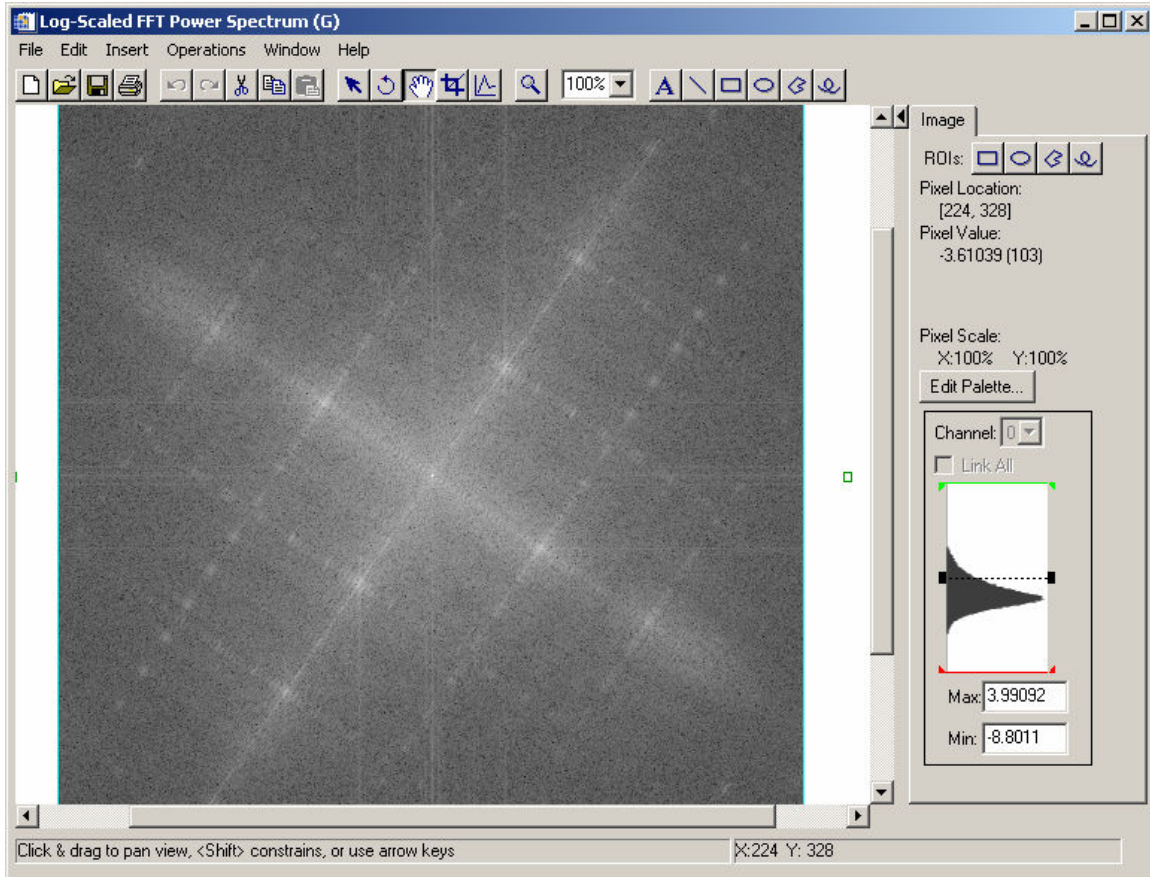 Log-Scaled FFT Power Spectrum (G)
File Edit Insert Operations Window Help
100%
A
Image
ROIs:
Pixel Location:
[224, 328]
Pixel Value:
-3.61039 (103)
Pixel Scale:
X:100% Y:100%
Edit Palette...
Channel: 0
Link All
Max: 3.99092
Min: -8.8011
Click & drag to pan view, <Shift> constrains, or use arrow keys
X:224 Y: 328